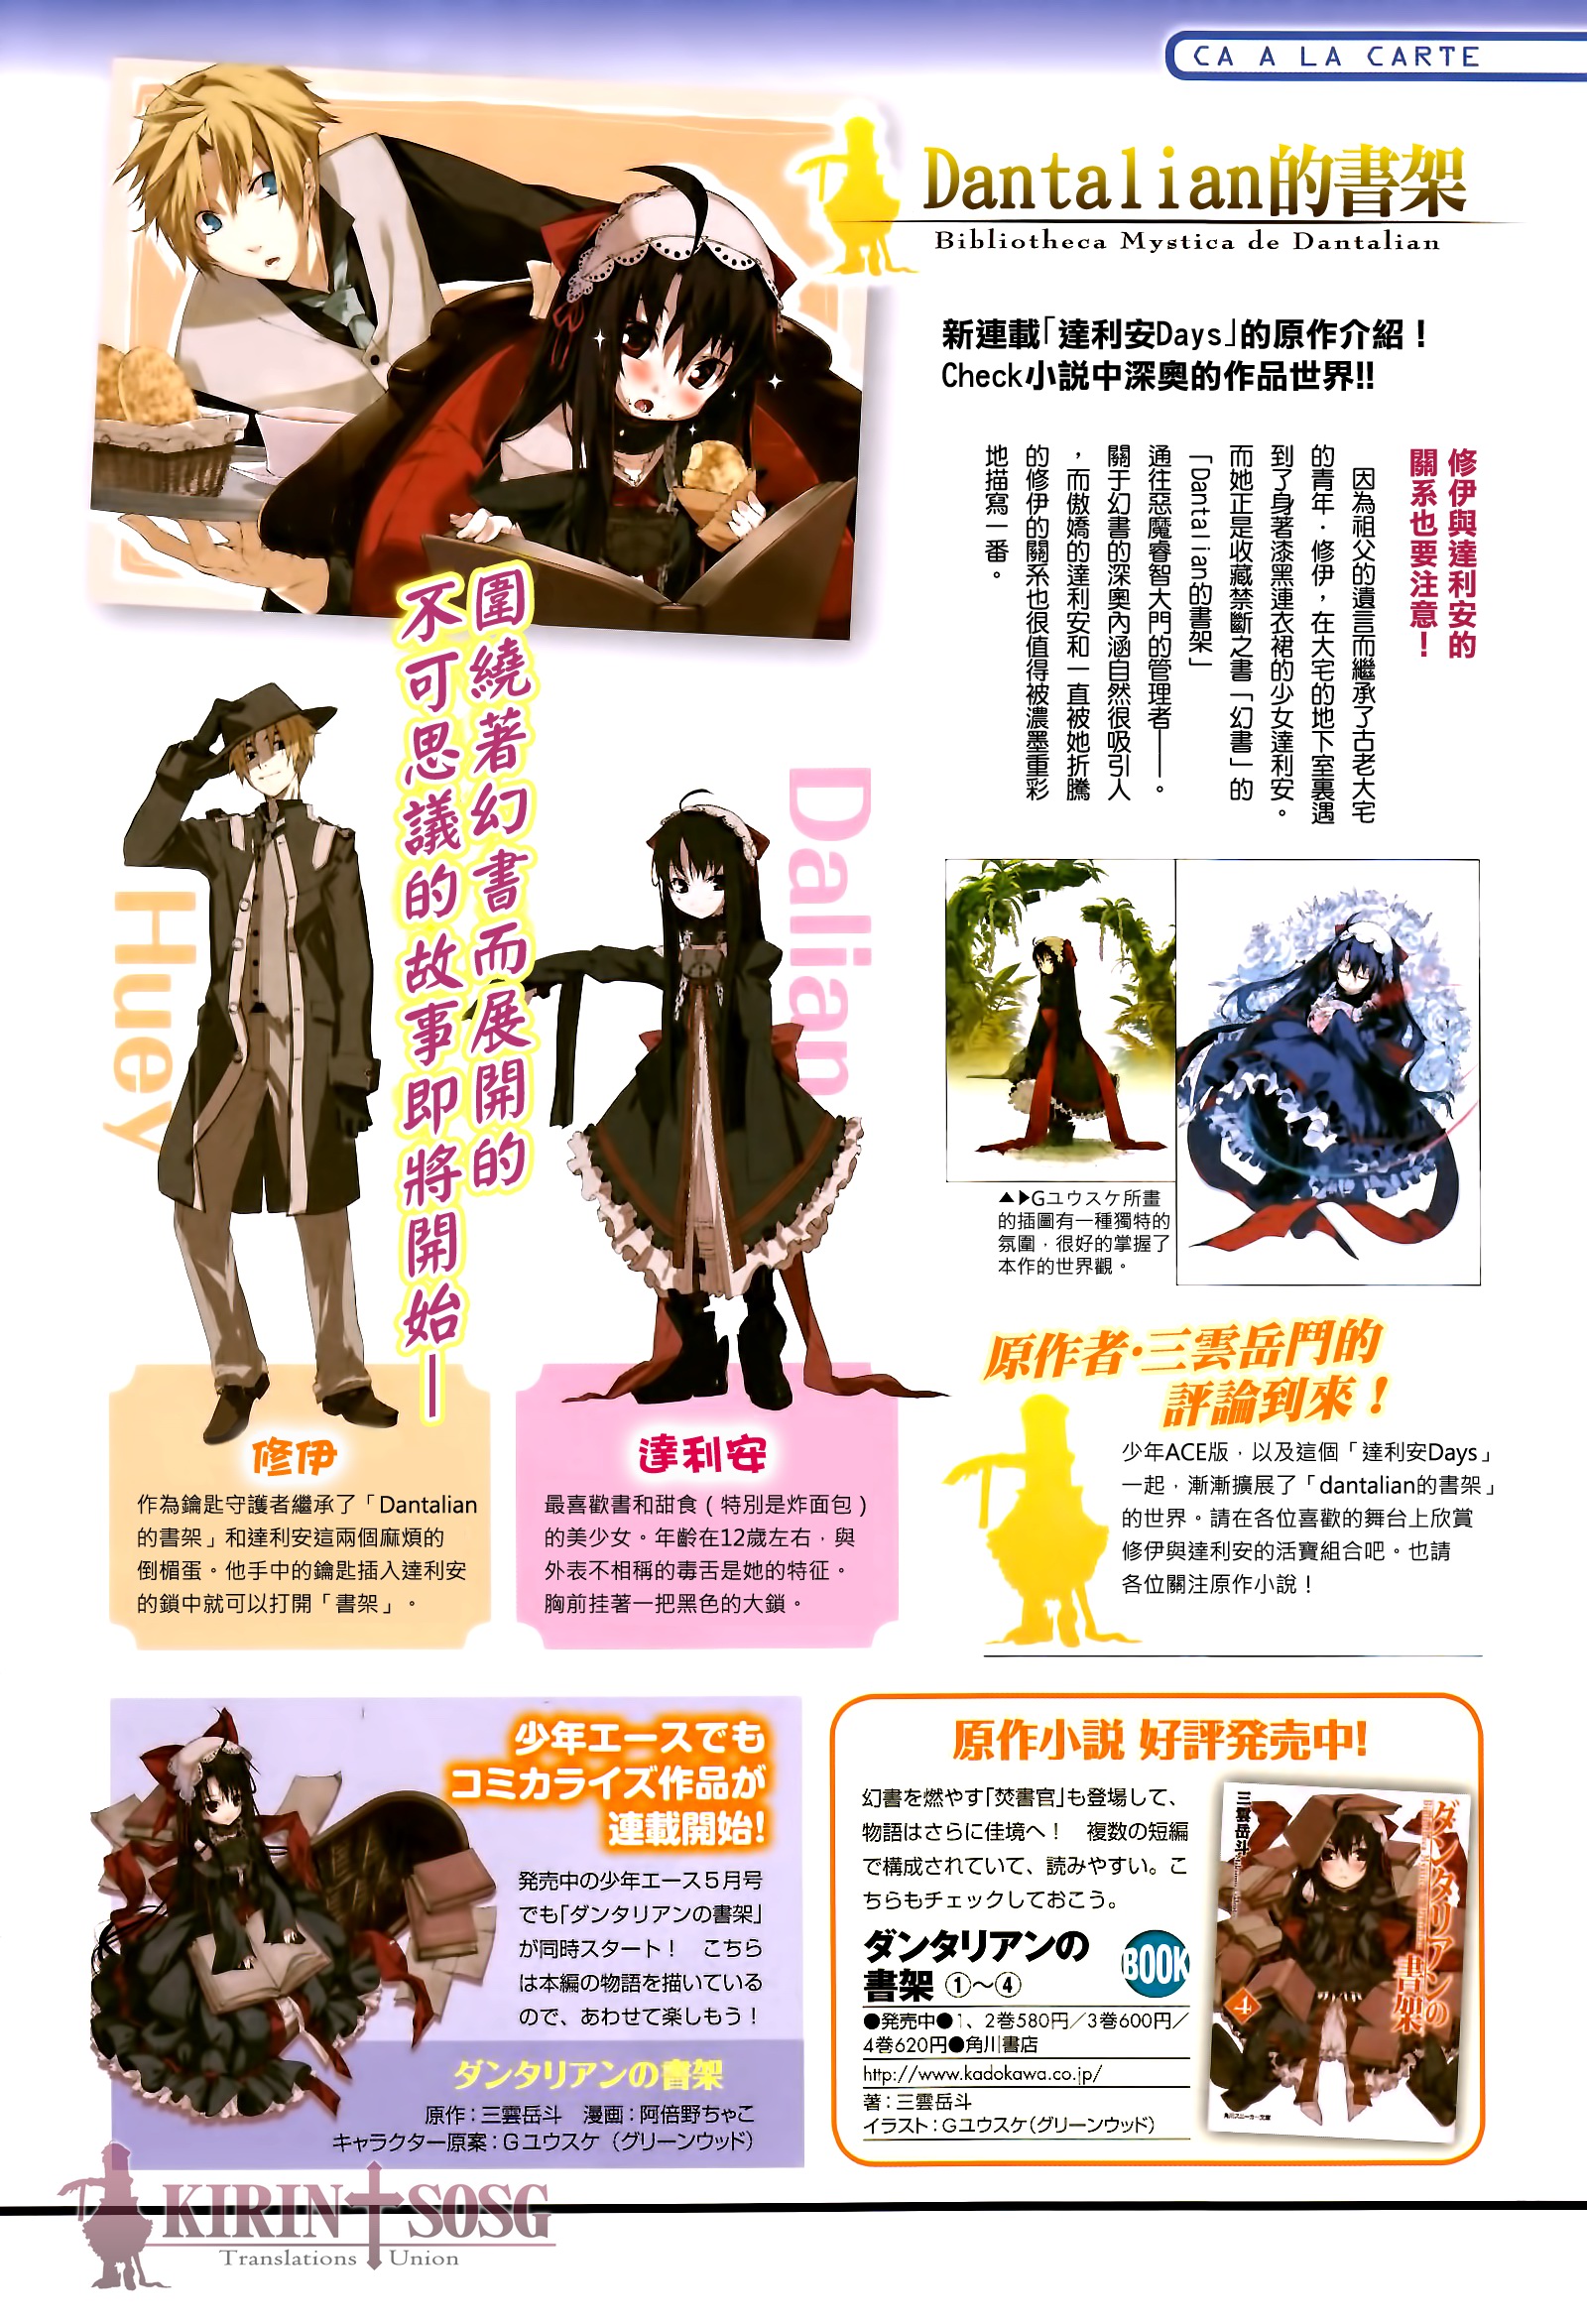 CA A LA CARTE
Dantalian的書架
Bibliotheca Mystica de Dantalian
新連載「達利安Days」的原作介紹！
Check小説中深奥的作品世界!!
修伊與達利安的
關系也要注意！
因為祖父的遺言而繼承了古老大宅
的青年．修伊，在大宅的地下室裏遇
到了身著漆黑連衣裙的少女達利安。
而她正是收藏禁斷之書「幻書」的
「Dantalian的書架」
通往惡魔睿智大門的管理者——。
關于幻書的深奧內涵自然很吸引人
，而傲嬌的達利安和一直被她折騰
的修伊的關系也很值得被濃墨重彩
地描寫一番。
圍繞著幻書而展開的
不可思議的故事即將開始—
Huey
Dalian
▲▶Gユウスケ所畫
的插圖有一種獨特的
氛圍，很好的掌握了
本作的世界觀。
修伊
作為鑰匙守護者繼承了「Dantalian
的書架」和達利安這兩個麻煩的
倒楣蛋。他手中的鑰匙插入達利安
的鎖中就可以打開「書架」。
達利安
最喜歡書和甜食（特別是炸面包）
的美少女。年齡在12歲左右，與
外表不相稱的毒舌是她的特征。
胸前挂著一把黑色的大鎖。
原作者·三雲岳鬥的
評論到來！
少年ACE版，以及這個「達利安Days」
一起，漸漸擴展了「dantalian的書架」
的世界。請在各位喜歡的舞台上欣賞
修伊與達利安的活寶組合吧。也請
各位關注原作小説！
少年エースでも
コミカライズ作品が
連載開始!
発売中の少年エース5月号
でも「ダンタリアンの書架」
が同時スタート！　こちら
は本編の物語を描いている
ので、あわせて楽しもう！
ダンタリアンの書架
原作：三雲岳斗　漫画：阿倍野ちゃこ
キャラクター原案：Gユウスケ（グリーンウッド）
原作小説 好評発売中!
幻書を燃やす「焚書官」も登場して、
物語はさらに佳境へ！　複数の短編
で構成されていて、読みやすい。こ
ちらもチェックしておこう。
ダンタリアンの
書架 ①～④
BOOK
●発売中●1、2巻580円／3巻600円／
4巻620円●角川書店
http://www.kadokawa.co.jp/
著：三雲岳斗
イラスト：Gユウスケ（グリーンウッド）
三雲岳斗
ダンタリアンの書架
4
角川スニーカー文庫
KIRIN SOSG
Translations Union